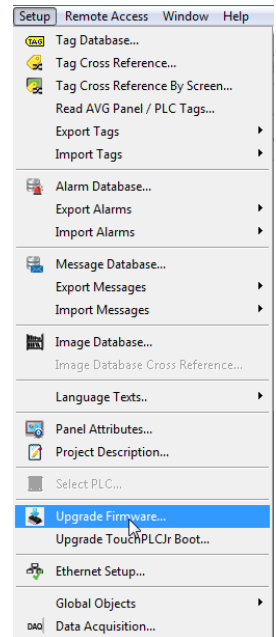 Setup Remote Access Window Help
TAG Tag Database...
Tag Cross Reference...
Tag Cross Reference By Screen...
Read AVG Panel / PLC Tags...
Export Tags
Import Tags
Alarm Database...
Export Alarms
Import Alarms
Message Database...
Export Messages
Import Messages
Image Database...
Image Database Cross Reference...
Language Texts..
Panel Attributes...
Project Description...
Select PLC...
Upgrade Firmware...
Upgrade TouchPLCJr Boot...
Ethernet Setup...
Global Objects
DAQ Data Acquisition...